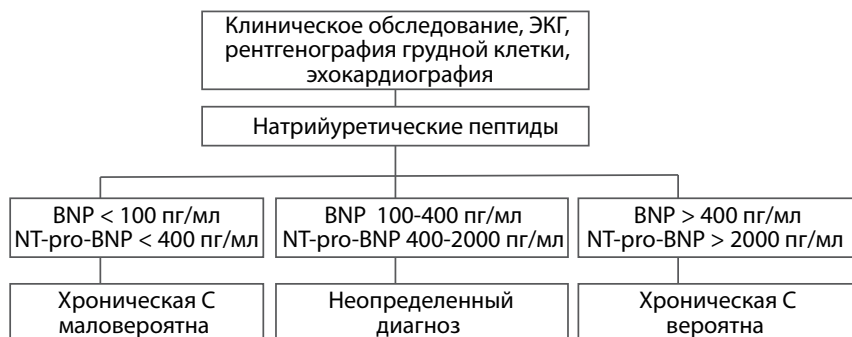 Клиническое обследование, ЭКГ,
рентгенография грудной клетки,
эхокардиография
Натрийуретические пептиды
BNP < 100 пг/мл
NT-pro-BNP < 400 пг/мл
BNP 100-400 пг/мл
NT-pro-BNP 400-2000 пг/мл
BNP > 400 пг/мл
NT-pro-BNP > 2000 пг/мл
Хроническая С
маловероятна
Неопределенный
диагноз
Хроническая С
вероятна